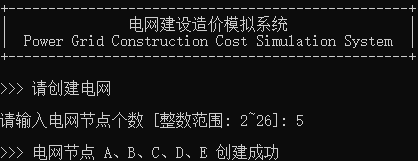 电网建设造价模拟系统
Power Grid Construction Cost Simulation System
>>> 请创建电网
请输入电网节点个数 [整数范围: 2~26]: 5
>>> 电网节点 A、B、C、D、E 创建成功